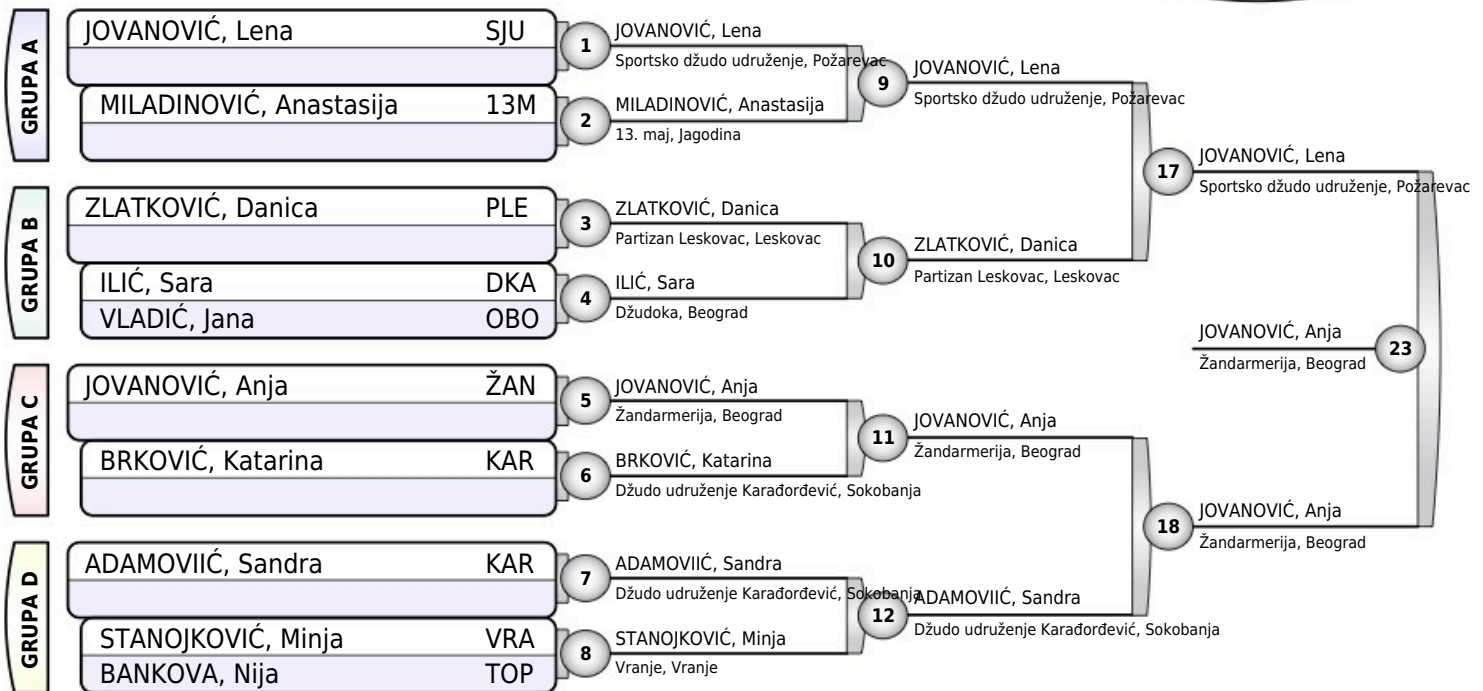 GRUPA A
JOVANOVIĆ, Lena SJU
MILADINOVIĆ, Anastasija 13M
GRUPA B
ZLATKOVIĆ, Danica PLE
ILIĆ, Sara DKA
VLADIĆ, Jana OBO
GRUPA C
JOVANOVIĆ, Anja ŽAN
BRKOVIĆ, Katarina KAR
GRUPA D
ADAMOVIIĆ, Sandra KAR
STANOJKOVIĆ, Minja VRA
BANKOVA, Nija TOP
1
JOVANOVIĆ, Lena
Sportsko džudo udruženje, Požarevac
2
MILADINOVIĆ, Anastasija
13. maj, Jagodina
3
ZLATKOVIĆ, Danica
Partizan Leskovac, Leskovac
4
ILIĆ, Sara
Džudoka, Beograd
5
JOVANOVIĆ, Anja
Žandarmerija, Beograd
6
BRKOVIĆ, Katarina
Džudo udruženje Karađorđević, Sokobanja
7
ADAMOVIIĆ, Sandra
Džudo udruženje Karađorđević, Sokobanja
8
STANOJKOVIĆ, Minja
Vranje, Vranje
9
JOVANOVIĆ, Lena
Sportsko džudo udruženje, Požarevac
10
ZLATKOVIĆ, Danica
Partizan Leskovac, Leskovac
11
JOVANOVIĆ, Anja
Žandarmerija, Beograd
12
ADAMOVIIĆ, Sandra
Džudo udruženje Karađorđević, Sokobanja
17
JOVANOVIĆ, Lena
Sportsko džudo udruženje, Požarevac
18
JOVANOVIĆ, Anja
Žandarmerija, Beograd
JOVANOVIĆ, Anja
Žandarmerija, Beograd
23